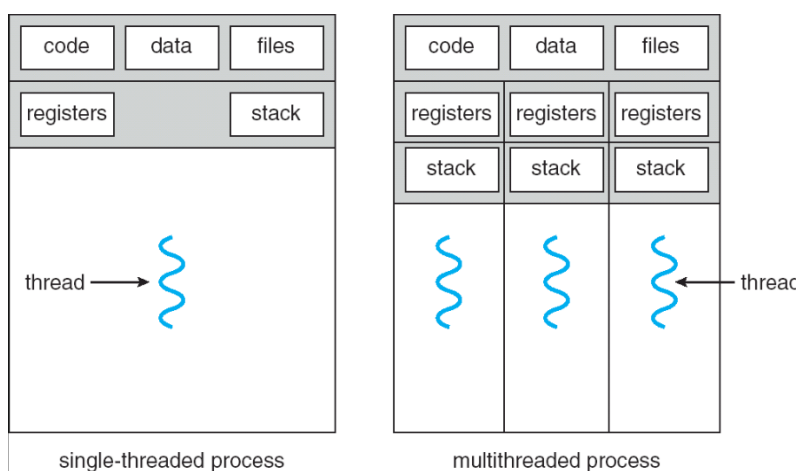 code data files
registers stack
thread
single-threaded process
code data files
registers registers registers
stack stack stack
thread
multithreaded process